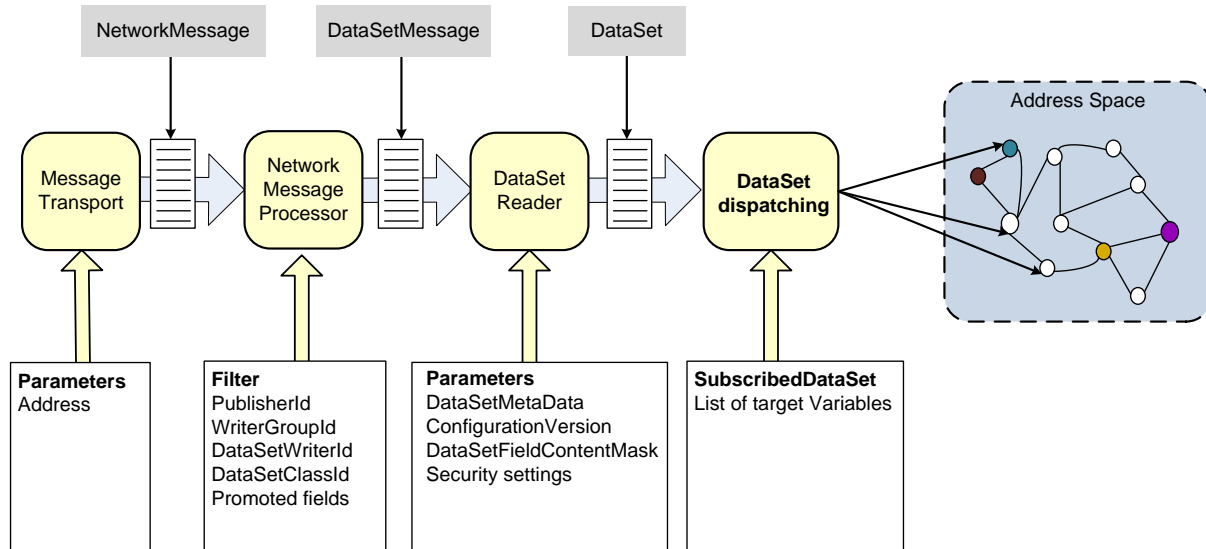 NetworkMessage
DataSetMessage
DataSet
Address Space
Message
Transport
Network
Message
Processor
DataSet
Reader
DataSet
dispatching
Parameters
Address
Filter
PublisherId
WriterGroupId
DataSetWriterId
DataSetClassId
Promoted fields
Parameters
DataSetMetaData
ConfigurationVersion
DataSetFieldContentMask
Security settings
SubscribedDataSet
List of target Variables